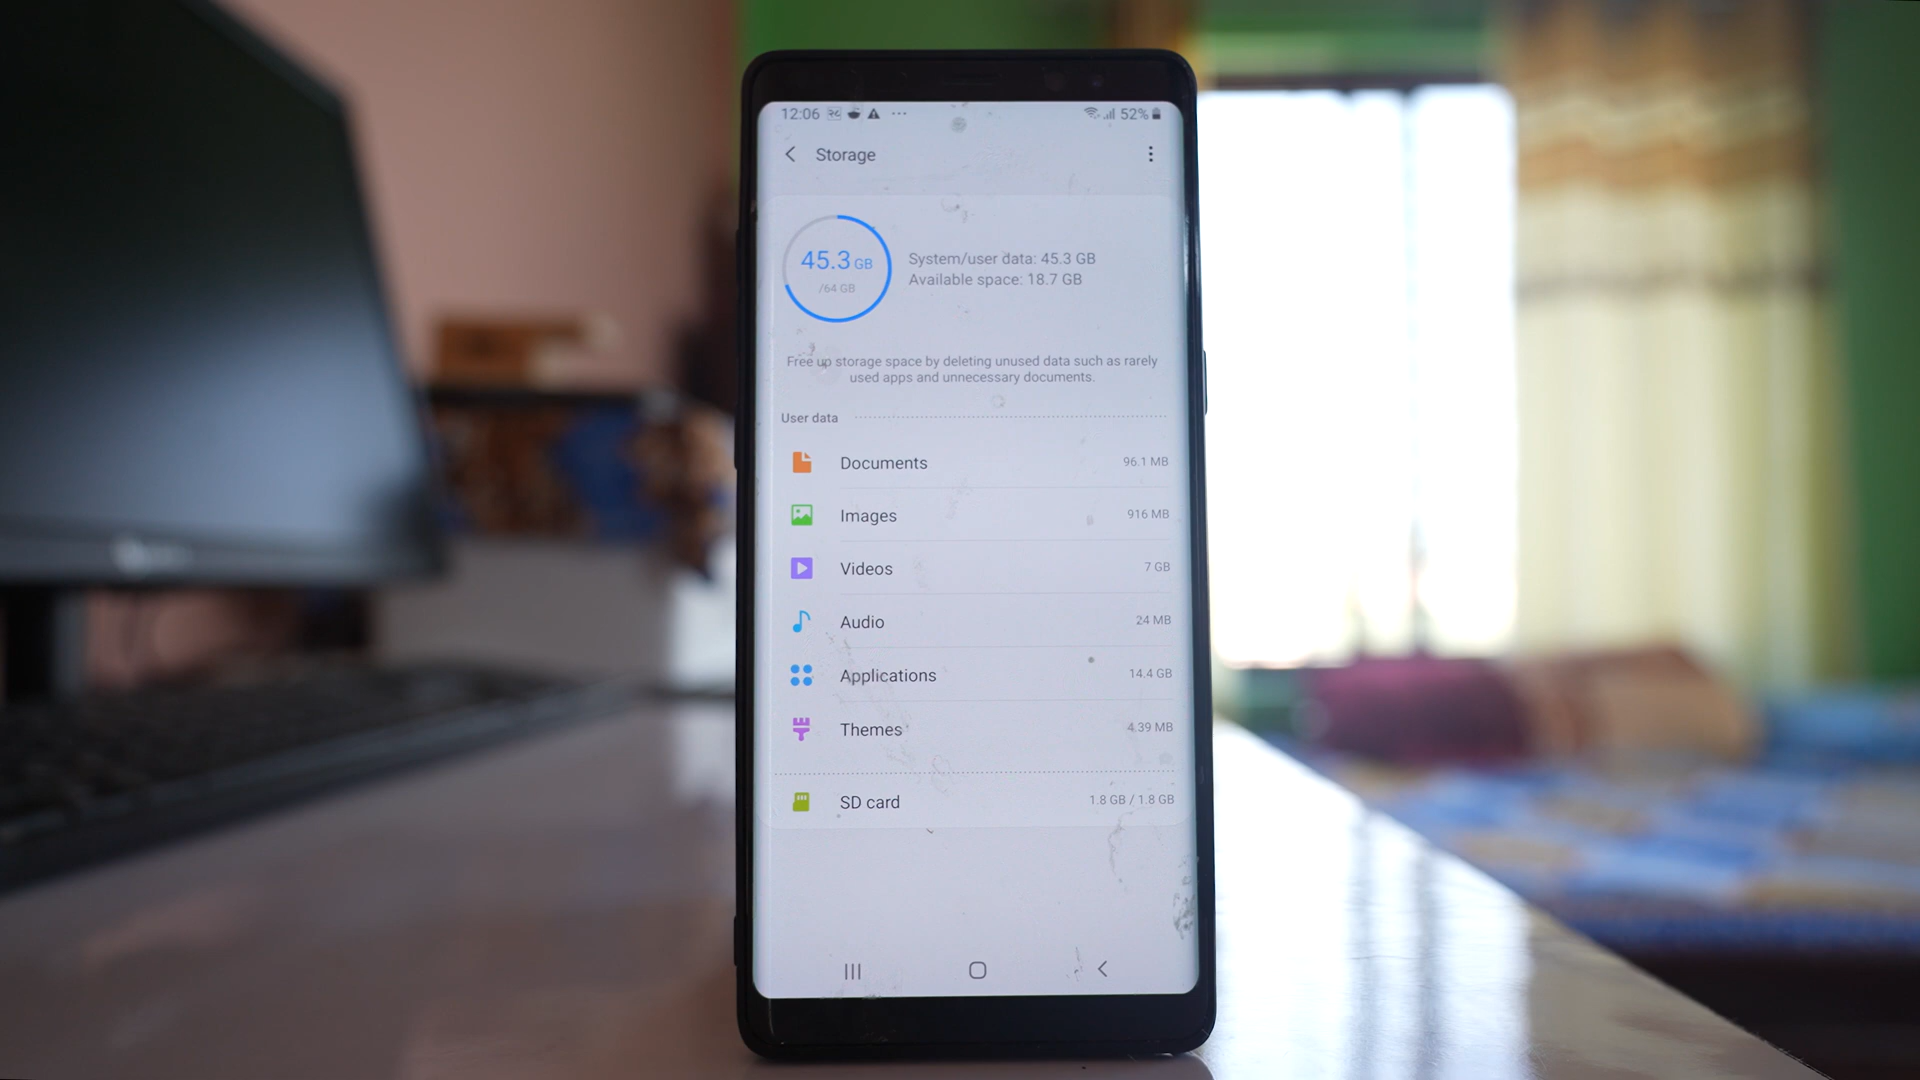 12:06 52%
Storage
45.3 GB
/64 GB
System/user data: 45.3 GB
Available space: 18.7 GB
Free up storage space by deleting unused data such as rarely
used apps and unnecessary documents.
User data
Documents 96.1 MB
Images 916 MB
Videos 7 GB
Audio 24 MB
Applications 14.4 GB
Themes 4.39 MB
SD card 1.8 GB / 1.8 GB